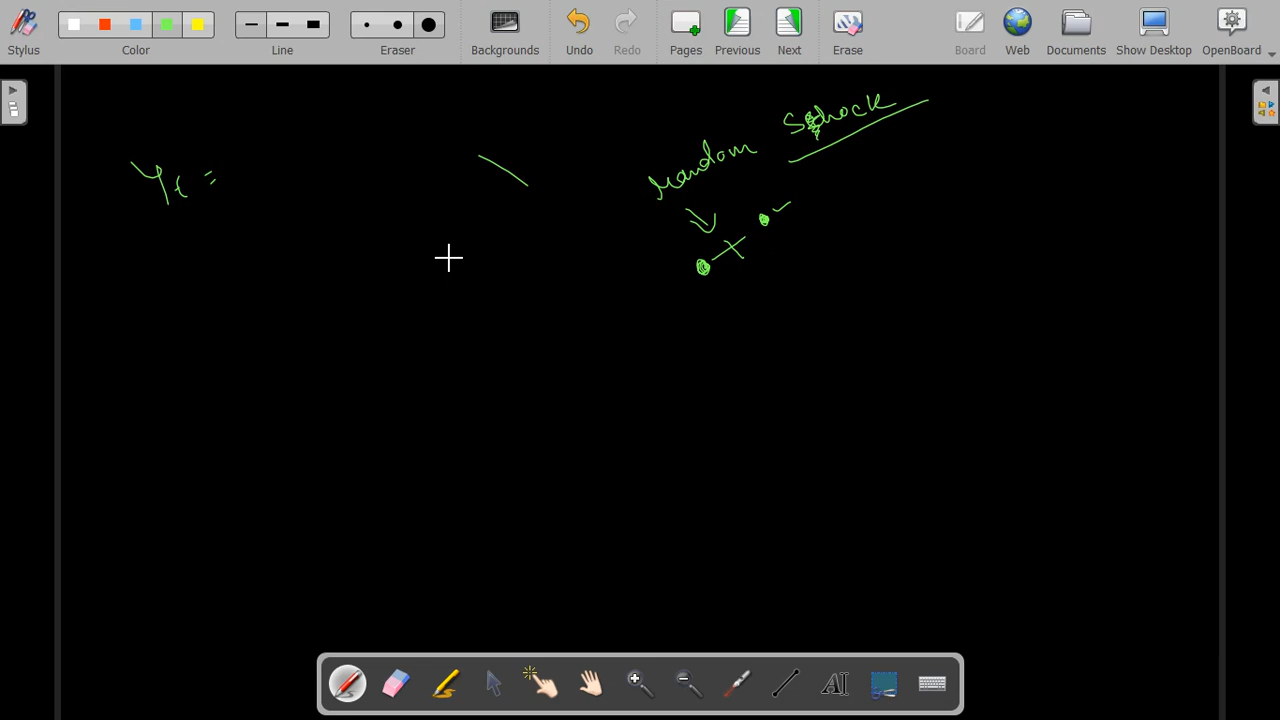 Stylus Color Line Eraser Backgrounds Undo Redo Pages Previous Next Erase Board Web Documents Show Desktop OpenBoard
Random Shock
Y_t =